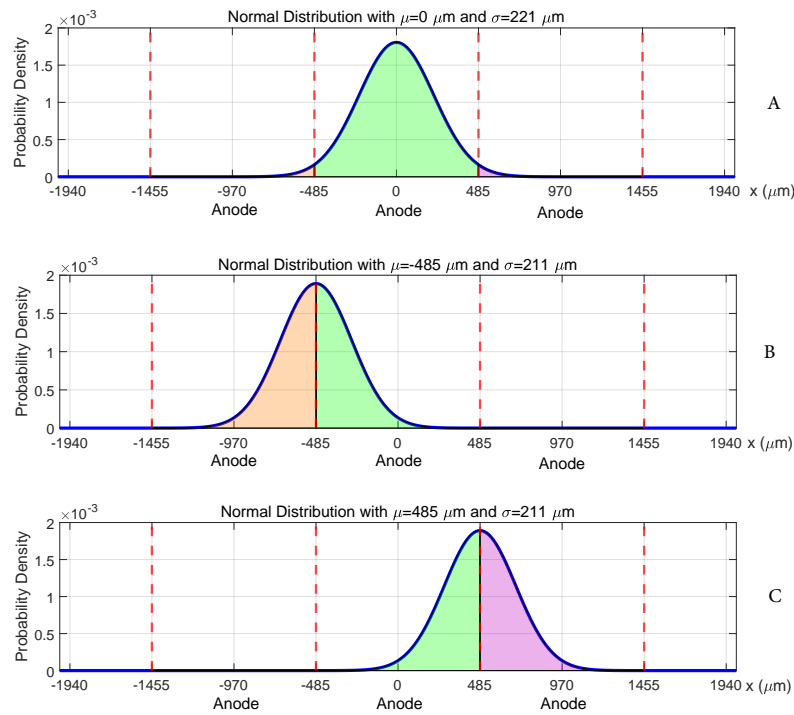 ×10⁻³
Normal Distribution with μ=0 μm and σ=221 μm
Probability Density
2
1.5
1
0.5
0
-1940 -1455 -970 -485 0 485 970 1455 1940 x (μm)
Anode Anode Anode
A
×10⁻³
Normal Distribution with μ=-485 μm and σ=211 μm
Probability Density
2
1.5
1
0.5
0
-1940 -1455 -970 -485 0 485 970 1455 1940 x (μm)
Anode Anode Anode
B
×10⁻³
Normal Distribution with μ=485 μm and σ=211 μm
Probability Density
2
1.5
1
0.5
0
-1940 -1455 -970 -485 0 485 970 1455 1940 x (μm)
Anode Anode Anode
C